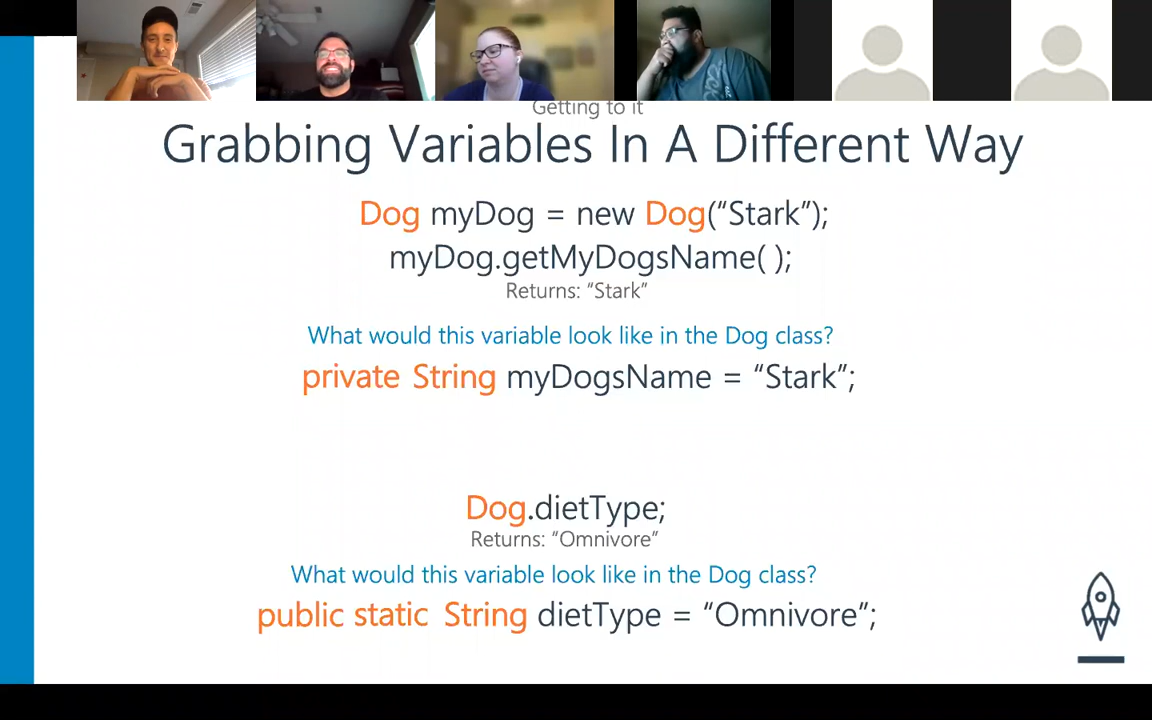 Getting to it
Grabbing Variables In A Different Way
Dog myDog = new Dog(“Stark”);
myDog.getMyDogsName( );
Returns: “Stark”
What would this variable look like in the Dog class?
private String myDogsName = “Stark”;
Dog.dietType;
Returns: “Omnivore”
What would this variable look like in the Dog class?
public static String dietType = “Omnivore”;